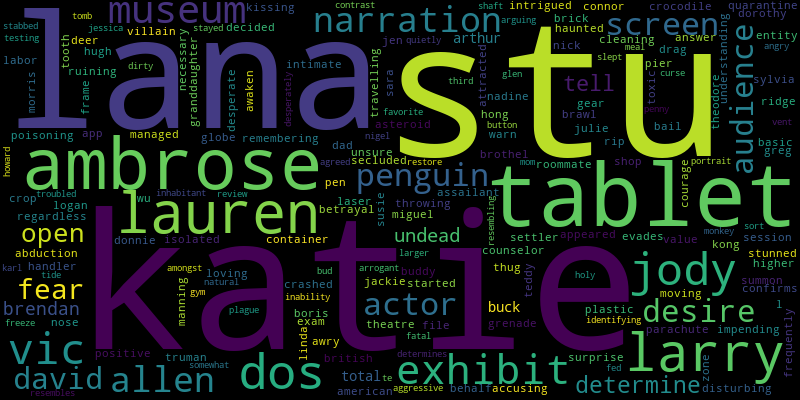 tomb contrast shaft intrigued connor crocodile quarantine
stabbed jessica kissing arguing brick dorothy
testing museum narration screen
stayed decided attracted haunted answer entity
tooth deer villain jen quietly nick cleaning angry
labor hugh necessary arthur slept drag meal
lana stu
ruining dirty intimate third glen pier curse sylvia
morris frame granddaughter desperate awaken sara desperately travelling nadine favorite gear tell toxic penny understanding audience
poisoning app managed globe remembering asteroid hong button brawl julie bail theodore vent ridge
howard ambrose dad nigel warn rip basic
unsure brothel mom roommate shop portrait greg
troubled agreed restore secluded penguin assailant tablet courage monkey
crop inhabitant review wu pen laser throwing
logan lauren betrayal susie miguel resembling settler appeared evades value kong sort session
regardless donnie isolated container undead counselor stunned
open abduction amongst loving larger buddy thug teddy jody higher
karl tide handler natural bud arrogant jackie started holy moving confirms
fear manning gym crashed inability actor buck plastic desire l
brendan plague boris grenade identifying parachute impending frequently
freeze nose exam theatre file
katie
vic positive truman linda awry british fatal surprise larry zone
david allen somewhat dos total te determines exhibit fed determine disturbing
resembles american aggressive behalf accusing